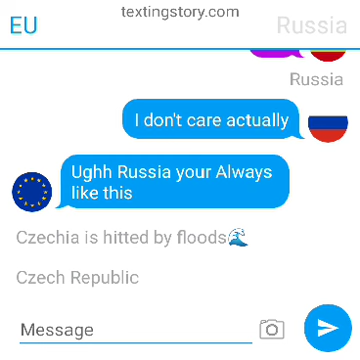 textingstory.com
EU
Russia
Russia
I don't care actually
Ughh Russia your Always
like this
Czechia is hitted by floods🌊
Czech Republic
Message